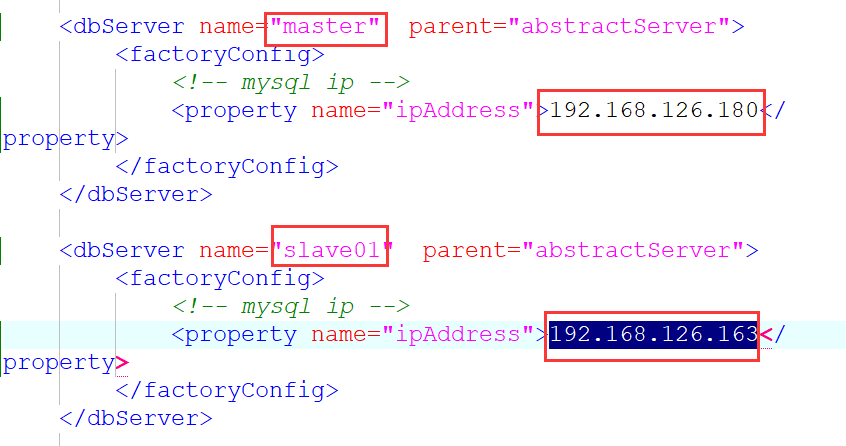 <dbServer name="master"  parent="abstractServer">
<factoryConfig>
<!-- mysql ip -->
<property name="ipAddress">192.168.126.180</
property>
</factoryConfig>
</dbServer>
<dbServer name="slave01"  parent="abstractServer">
<factoryConfig>
<!-- mysql ip -->
<property name="ipAddress">192.168.126.163</
property>
</factoryConfig>
</dbServer>